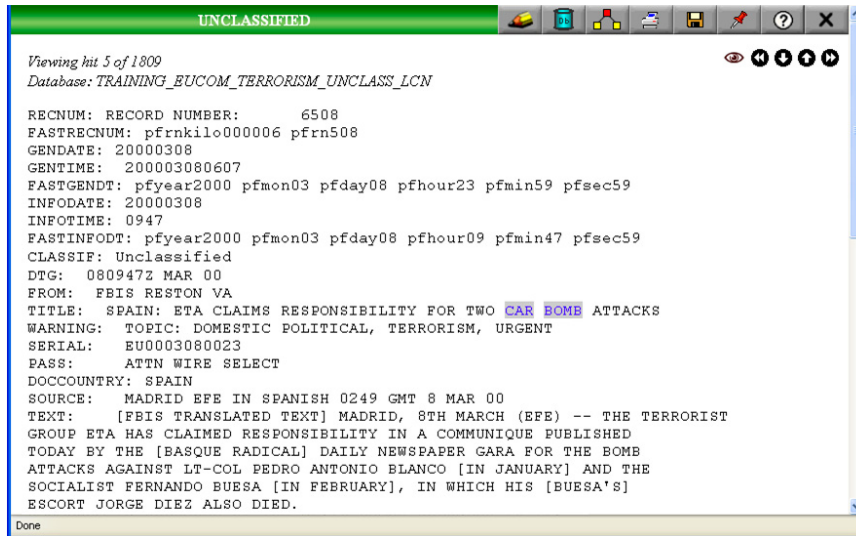 UNCLASSIFIED
Db
?
X
Viewing hit 5 of 1809
Database: TRAINING_EUCOM_TERRORISM_UNCLASS_LCN
RECNUM: RECORD NUMBER: 6508
FASTRECNUM: pfrnkilo000006 pfrn508
GENDATE: 20000308
GENTIME: 200003080607
FASTGENDT: pfyear2000 pfmon03 pfday08 pfhour23 pfmin59 pfsec59
INFODATE: 20000308
INFOTIME: 0947
FASTINFODT: pfyear2000 pfmon03 pfday08 pfhour09 pfmin47 pfsec59
CLASSIF: Unclassified
DTG: 080947Z MAR 00
FROM: FBIS RESTON VA
TITLE: SPAIN: ETA CLAIMS RESPONSIBILITY FOR TWO CAR BOMB ATTACKS
WARNING: TOPIC: DOMESTIC POLITICAL, TERRORISM, URGENT
SERIAL: EU0003080023
PASS: ATTN WIRE SELECT
DOCCOUNTRY: SPAIN
SOURCE: MADRID EFE IN SPANISH 0249 GMT 8 MAR 00
TEXT: [FBIS TRANSLATED TEXT] MADRID, 8TH MARCH (EFE) -- THE TERRORIST
GROUP ETA HAS CLAIMED RESPONSIBILITY IN A COMMUNIQUE PUBLISHED
TODAY BY THE [BASQUE RADICAL] DAILY NEWSPAPER GARA FOR THE BOMB
ATTACKS AGAINST LT-COL PEDRO ANTONIO BLANCO [IN JANUARY] AND THE
SOCIALIST FERNANDO BUESA [IN FEBRUARY], IN WHICH HIS [BUESA'S]
ESCORT JORGE DIEZ ALSO DIED.
Done